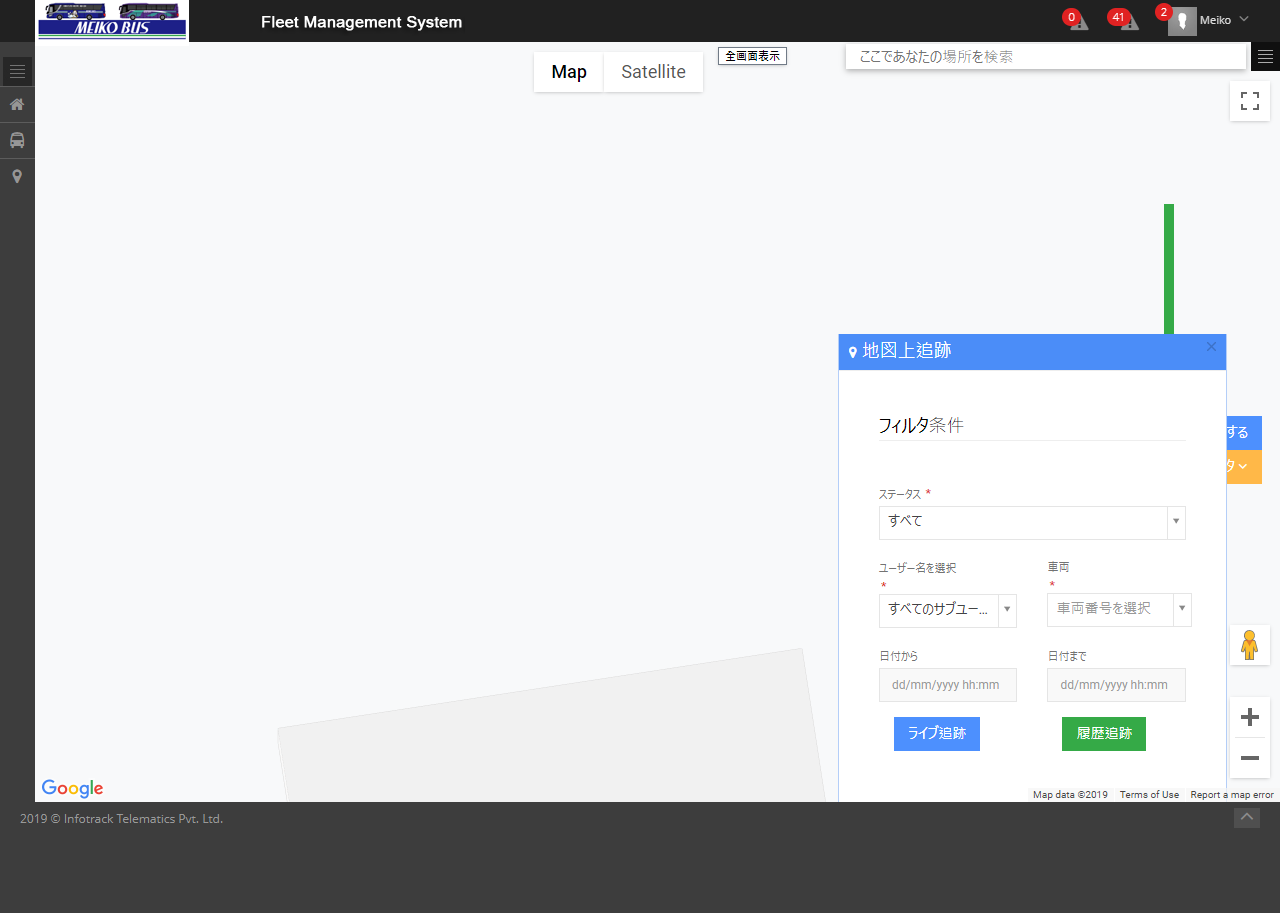 MEIKO BUS
Fleet Management System
0
41
2
Meiko
Map
Satellite
全画面表示
ここであなたの場所を検索
地図上追跡
×
フィルタ条件
する
タ
ステータス *
すべて
ユーザー名を選択
*
車両
*
すべてのサブユー...
車両番号を選択
日付から
日付まで
dd/mm/yyyy hh:mm
dd/mm/yyyy hh:mm
ライブ追跡
履歴追跡
Google
Map data ©2019
Terms of Use
Report a map error
2019 © Infotrack Telematics Pvt. Ltd.